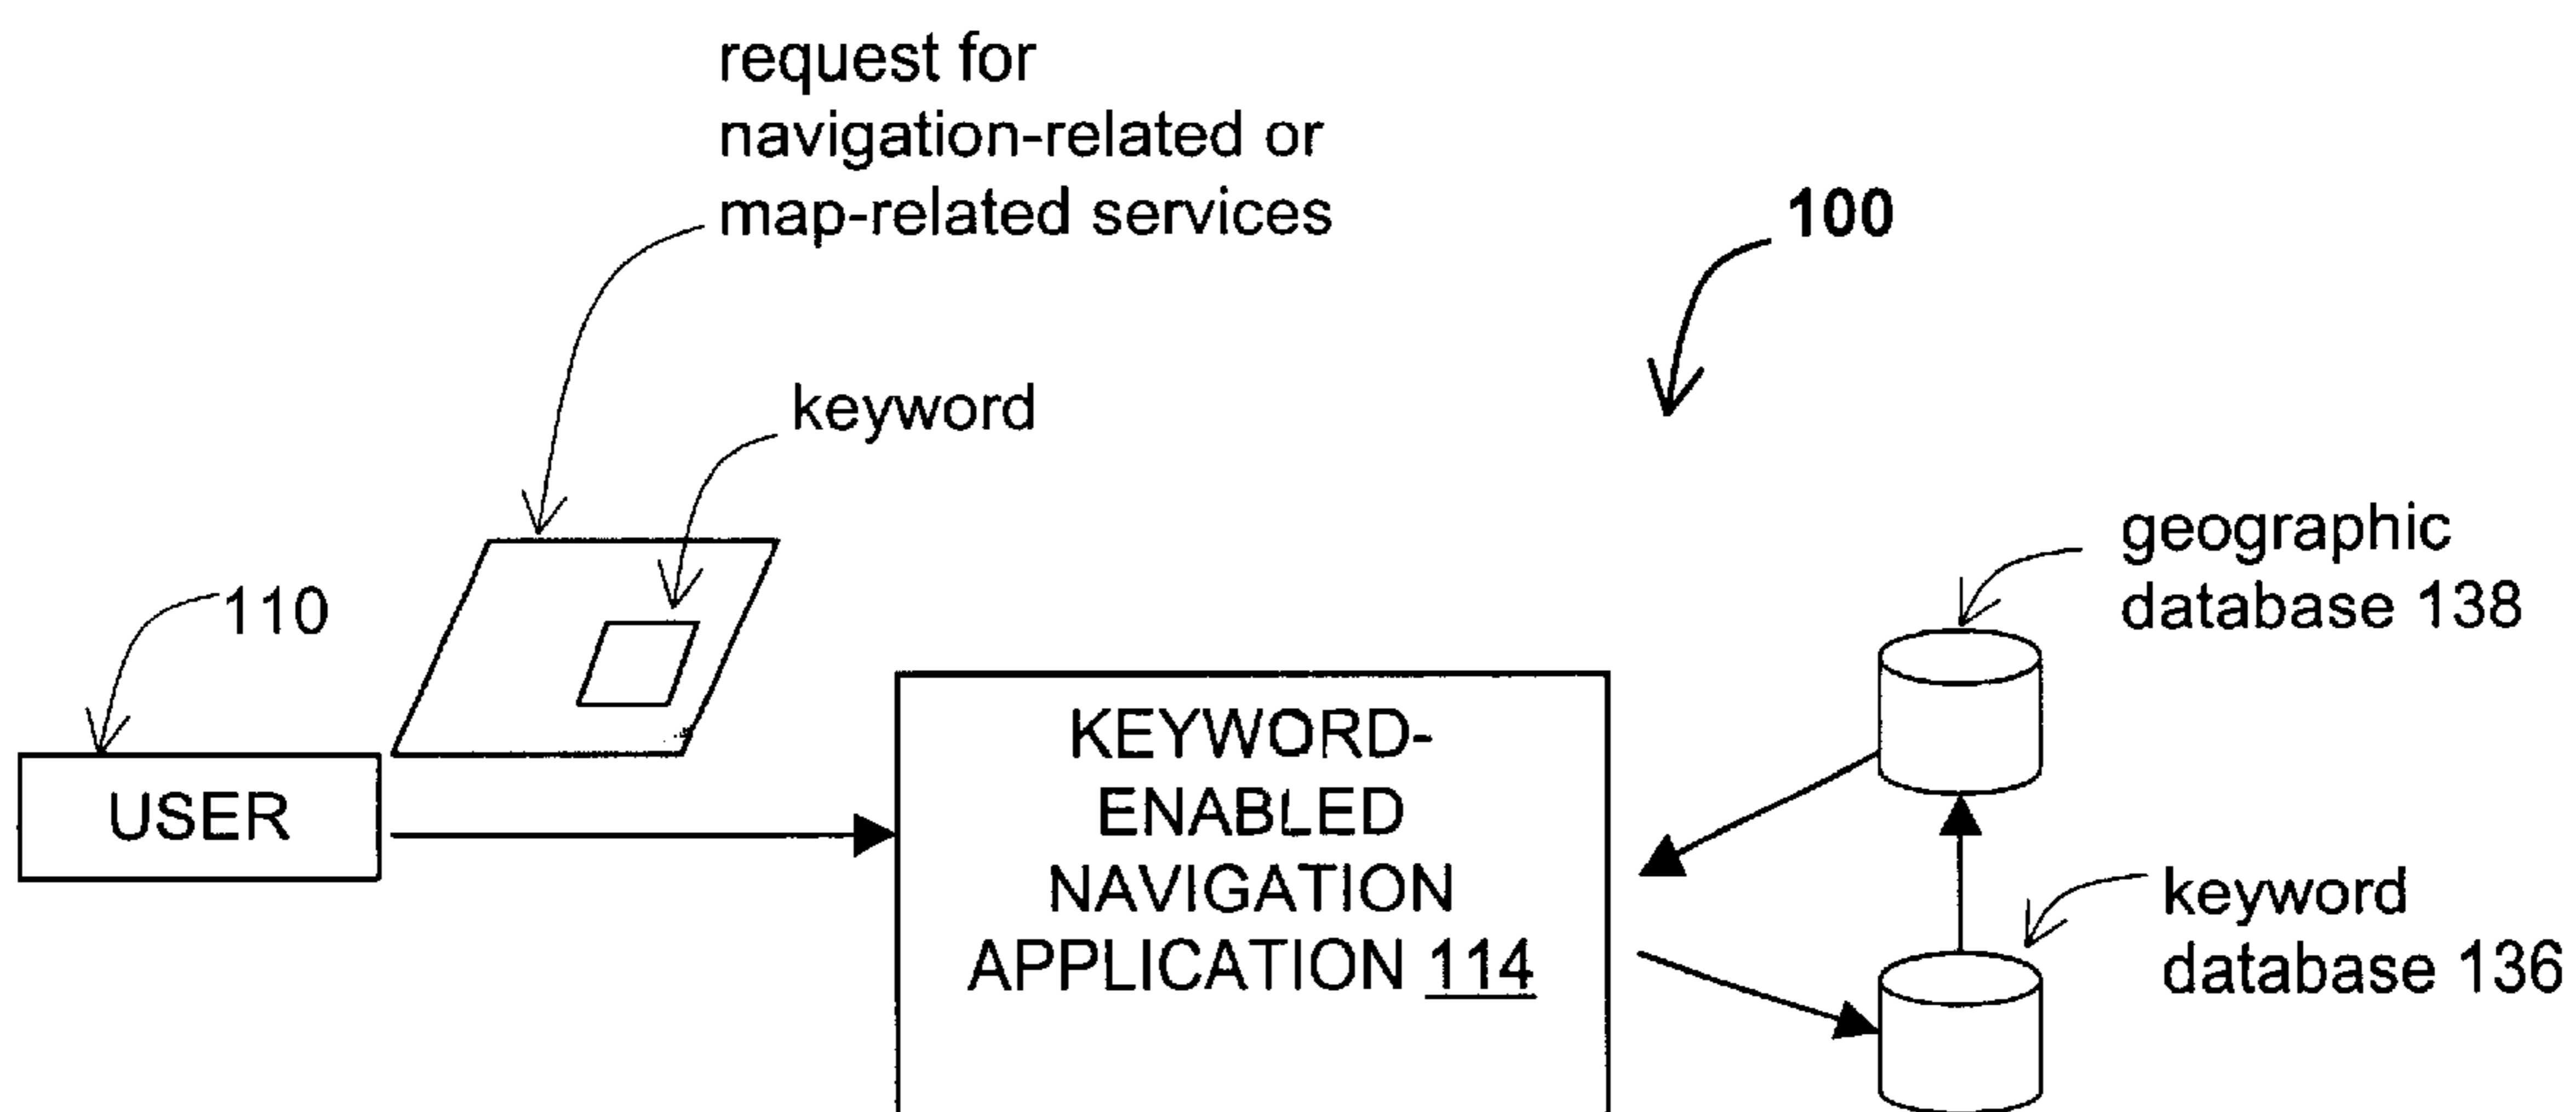 request for
navigation-related or
map-related services
100
keyword
geographic
database 138
110
USER
KEYWORD-
ENABLED
NAVIGATION
APPLICATION 114
keyword
database 136